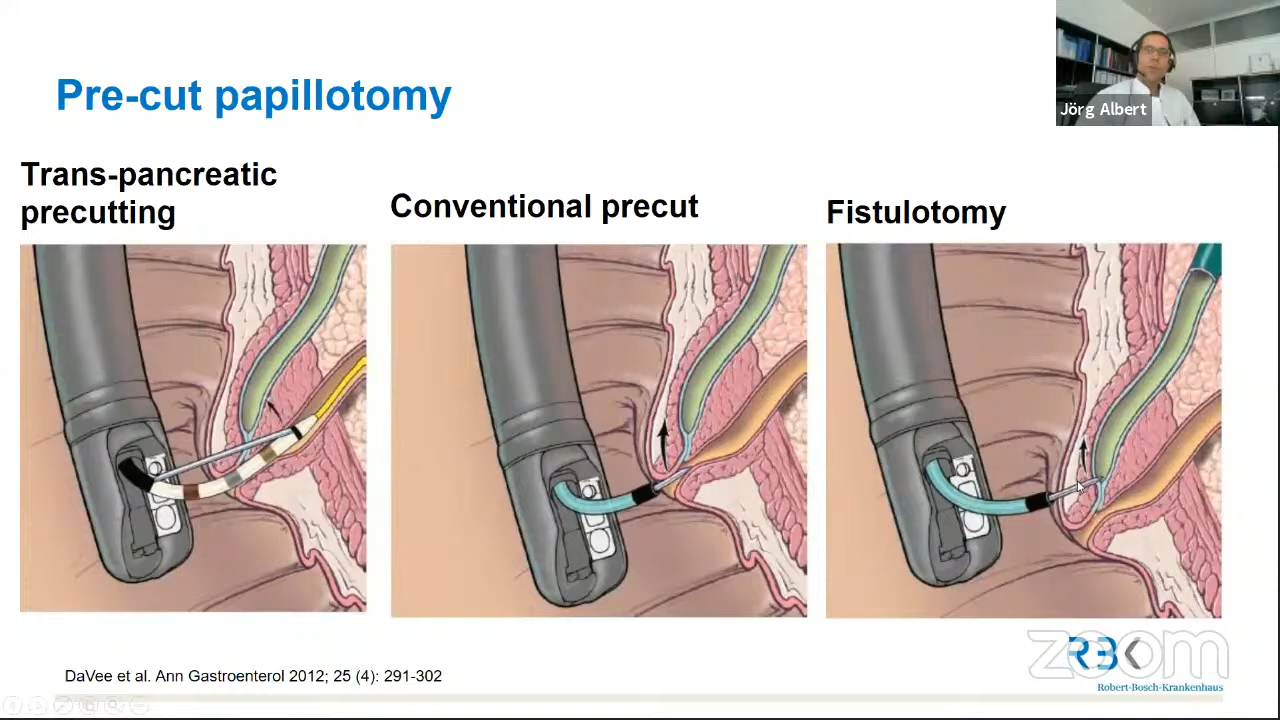 Jörg Albert
Pre-cut papillotomy
Trans-pancreatic
precutting
Conventional precut
Fistulotomy
DaVee et al. Ann Gastroenterol 2012; 25 (4): 291-302
zoom
RBK
Robert-Bosch-Krankenhaus